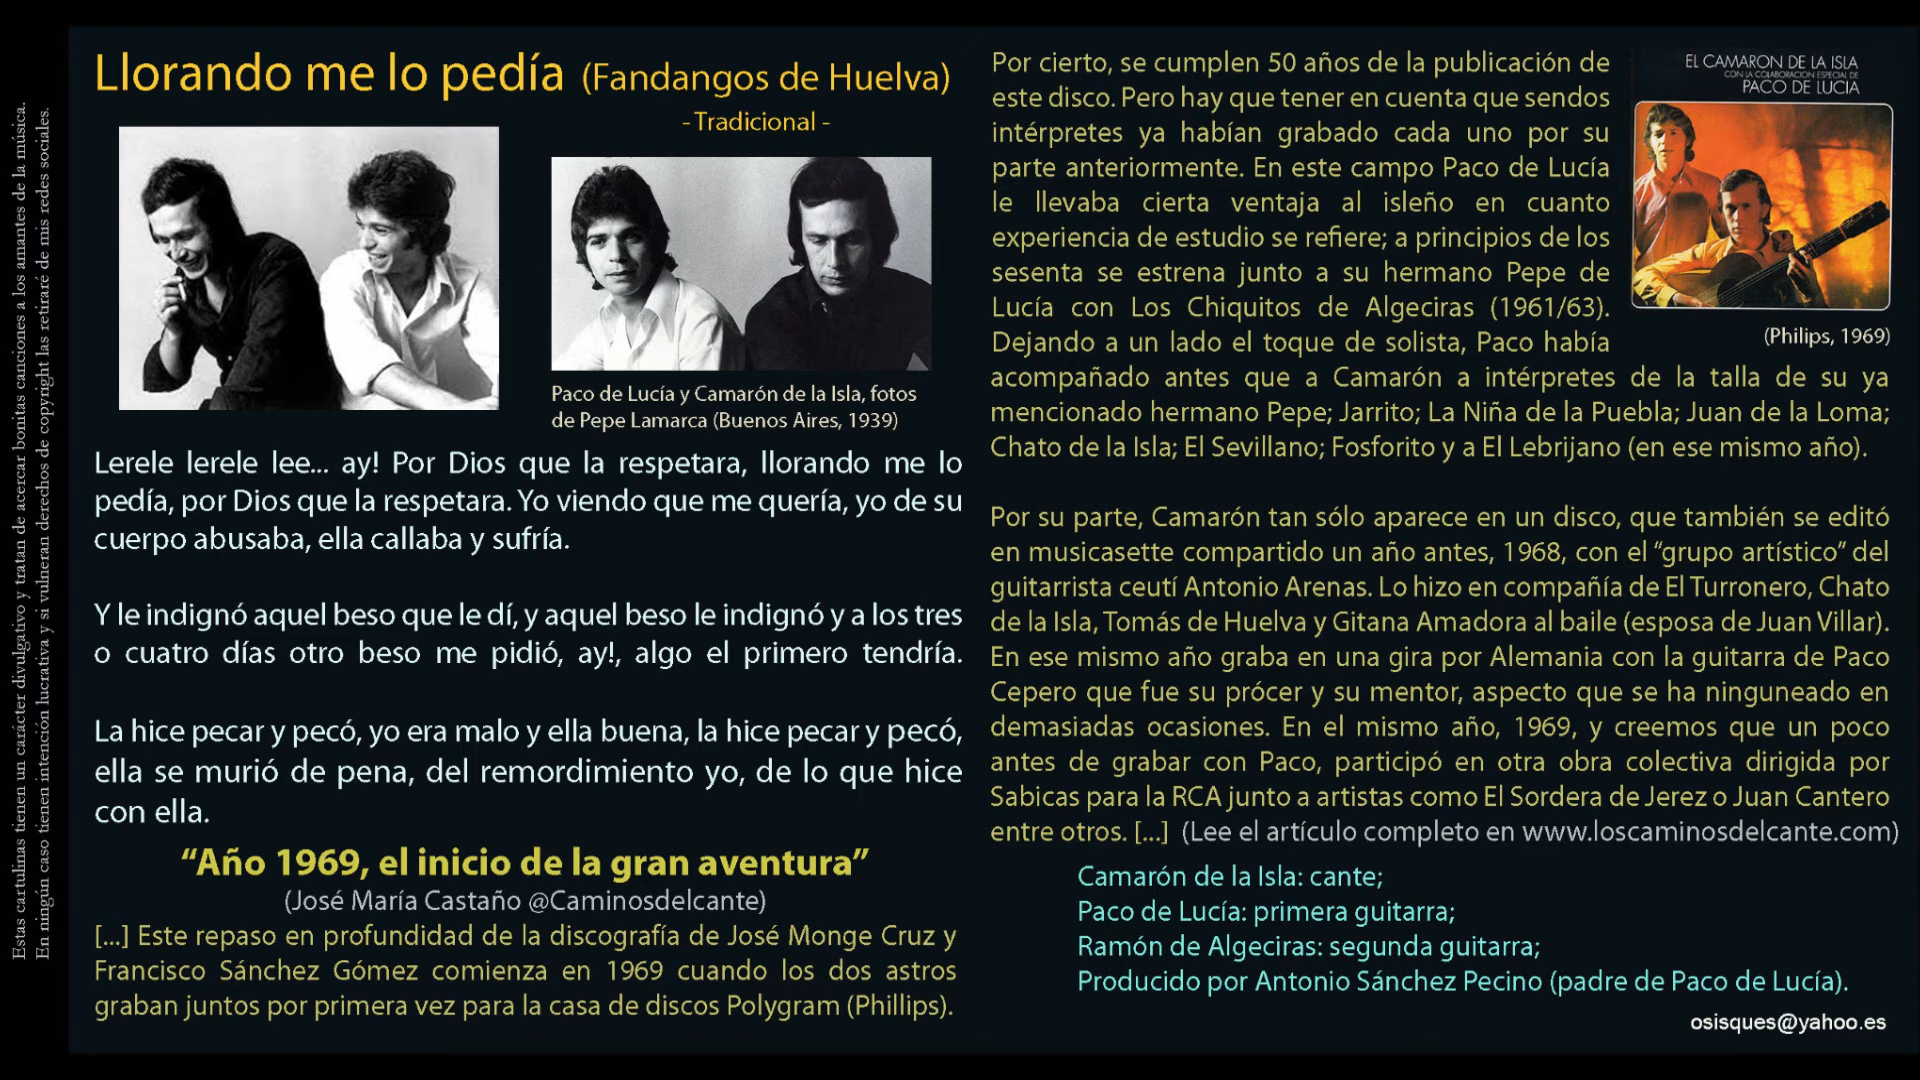 Estas cartulinas tienen un carácter divulgativo y tratan de acercar bonitas canciones a los amantes de la música.
En ningún caso tienen intención lucrativa y si vulneran derechos de copyright las retiraré de mis redes sociales.
Llorando me lo pedía (Fandangos de Huelva)
- Tradicional -
Paco de Lucía y Camarón de la Isla, fotos
de Pepe Lamarca (Buenos Aires, 1939)
Lerele lerele lee... ay! Por Dios que la respetara, llorando me lo
pedía, por Dios que la respetara. Yo viendo que me quería, yo de su
cuerpo abusaba, ella callaba y sufría.
Y le indignó aquel beso que le dí, y aquel beso le indignó y a los tres
o cuatro días otro beso me pidió, ay!, algo el primero tendría.
La hice pecar y pecó, yo era malo y ella buena, la hice pecar y pecó,
ella se murió de pena, del remordimiento yo, de lo que hice
con ella.
“Año 1969, el inicio de la gran aventura”
(José María Castaño @Caminosdelcante)
[...] Este repaso en profundidad de la discografía de José Monge Cruz y
Francisco Sánchez Gómez comienza en 1969 cuando los dos astros
graban juntos por primera vez para la casa de discos Polygram (Phillips).
Por cierto, se cumplen 50 años de la publicación de
este disco. Pero hay que tener en cuenta que sendos
intérpretes ya habían grabado cada uno por su
parte anteriormente. En este campo Paco de Lucía
le llevaba cierta ventaja al isleño en cuanto
experiencia de estudio se refiere; a principios de los
sesenta se estrena junto a su hermano Pepe de
Lucía con Los Chiquitos de Algeciras (1961/63).
Dejando a un lado el toque de solista, Paco había
acompañado antes que a Camarón a intérpretes de la talla de su ya
mencionado hermano Pepe; Jarrito; La Niña de la Puebla; Juan de la Loma;
Chato de la Isla; El Sevillano; Fosforito y a El Lebrijano (en ese mismo año).
EL CAMARON DE LA ISLA
CON LA COLABORACION ESPECIAL DE
PACO DE LUCIA
(Philips, 1969)
Por su parte, Camarón tan sólo aparece en un disco, que también se editó
en musicasette compartido un año antes, 1968, con el “grupo artístico” del
guitarrista ceutí Antonio Arenas. Lo hizo en compañía de El Turronero, Chato
de la Isla, Tomás de Huelva y Gitana Amadora al baile (esposa de Juan Villar).
En ese mismo año graba en una gira por Alemania con la guitarra de Paco
Cepero que fue su prócer y su mentor, aspecto que se ha ninguneado en
demasiadas ocasiones. En el mismo año, 1969, y creemos que un poco
antes de grabar con Paco, participó en otra obra colectiva dirigida por
Sabicas para la RCA junto a artistas como El Sordera de Jerez o Juan Cantero
entre otros. [...] (Lee el artículo completo en www.loscaminosdelcante.com)
Camarón de la Isla: cante;
Paco de Lucía: primera guitarra;
Ramón de Algeciras: segunda guitarra;
Producido por Antonio Sánchez Pecino (padre de Paco de Lucía).
osisques@yahoo.es